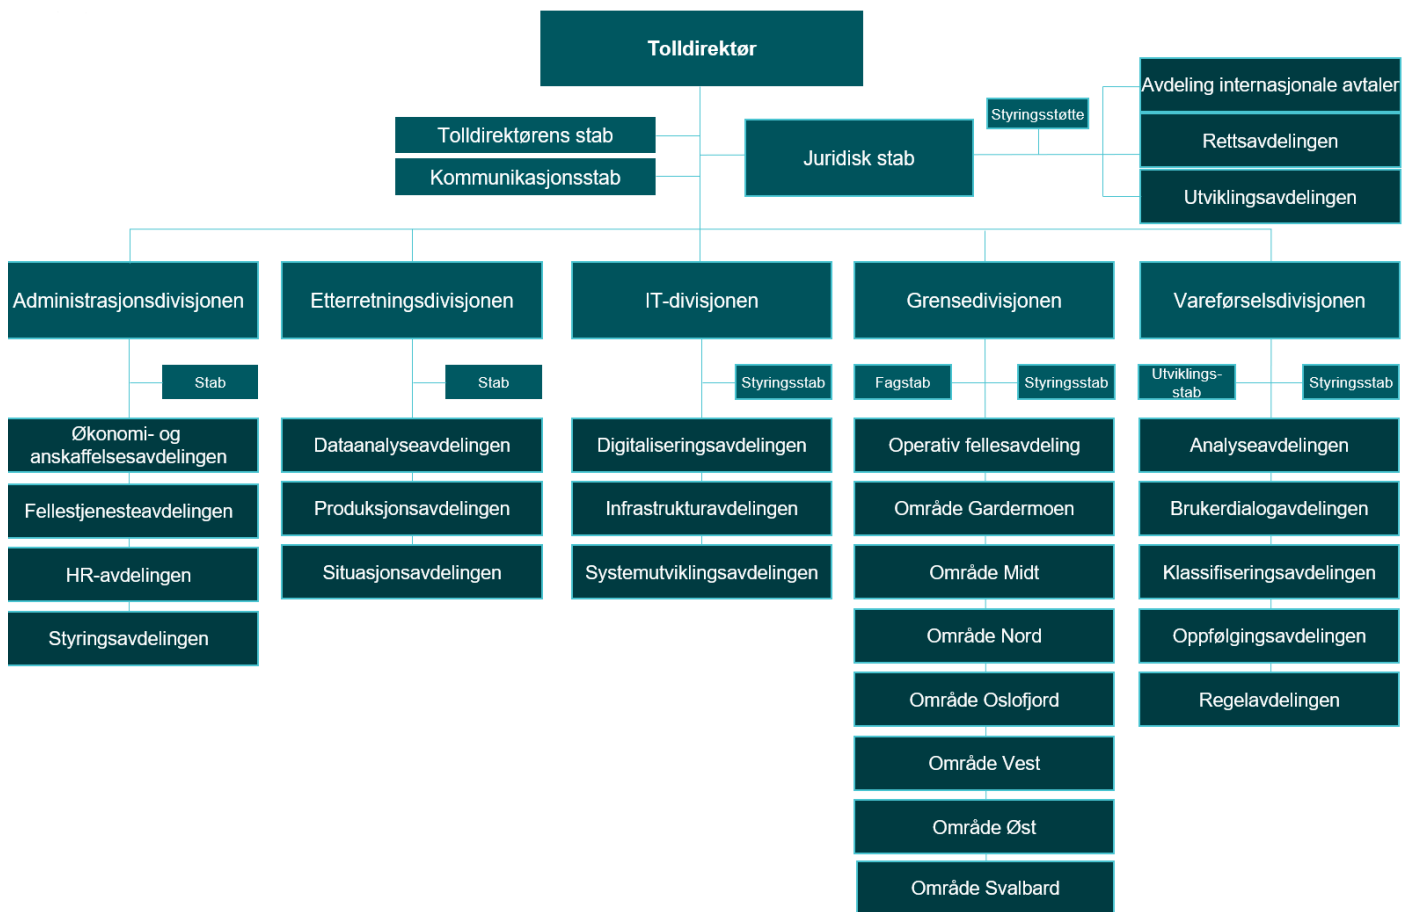 Tolldirektør
Tolldirektørens stab
Kommunikasjonsstab
Juridisk stab
Styringsstøtte
Avdeling internasjonale avtaler
Rettsavdelingen
Utviklingsavdelingen
Administrasjonsdivisjonen
Stab
Økonomi- og
anskaffelsesavdelingen
Fellestjenesteavdelingen
HR-avdelingen
Styringsavdelingen
Etterretningsdivisjonen
Stab
Dataanalyseavdelingen
Produksjonsavdelingen
Situasjonsavdelingen
IT-divisjonen
Styringsstab
Digitaliseringsavdelingen
Infrastrukturavdelingen
Systemutviklingsavdelingen
Grensedivisjonen
Fagstab
Styringsstab
Operativ fellesavdeling
Område Gardermoen
Område Midt
Område Nord
Område Oslofjord
Område Vest
Område Øst
Område Svalbard
Vareførselsdivisjonen
Utviklings-
stab
Styringsstab
Analyseavdelingen
Brukerdialogavdelingen
Klassifiseringsavdelingen
Oppfølgingsavdelingen
Regelavdelingen